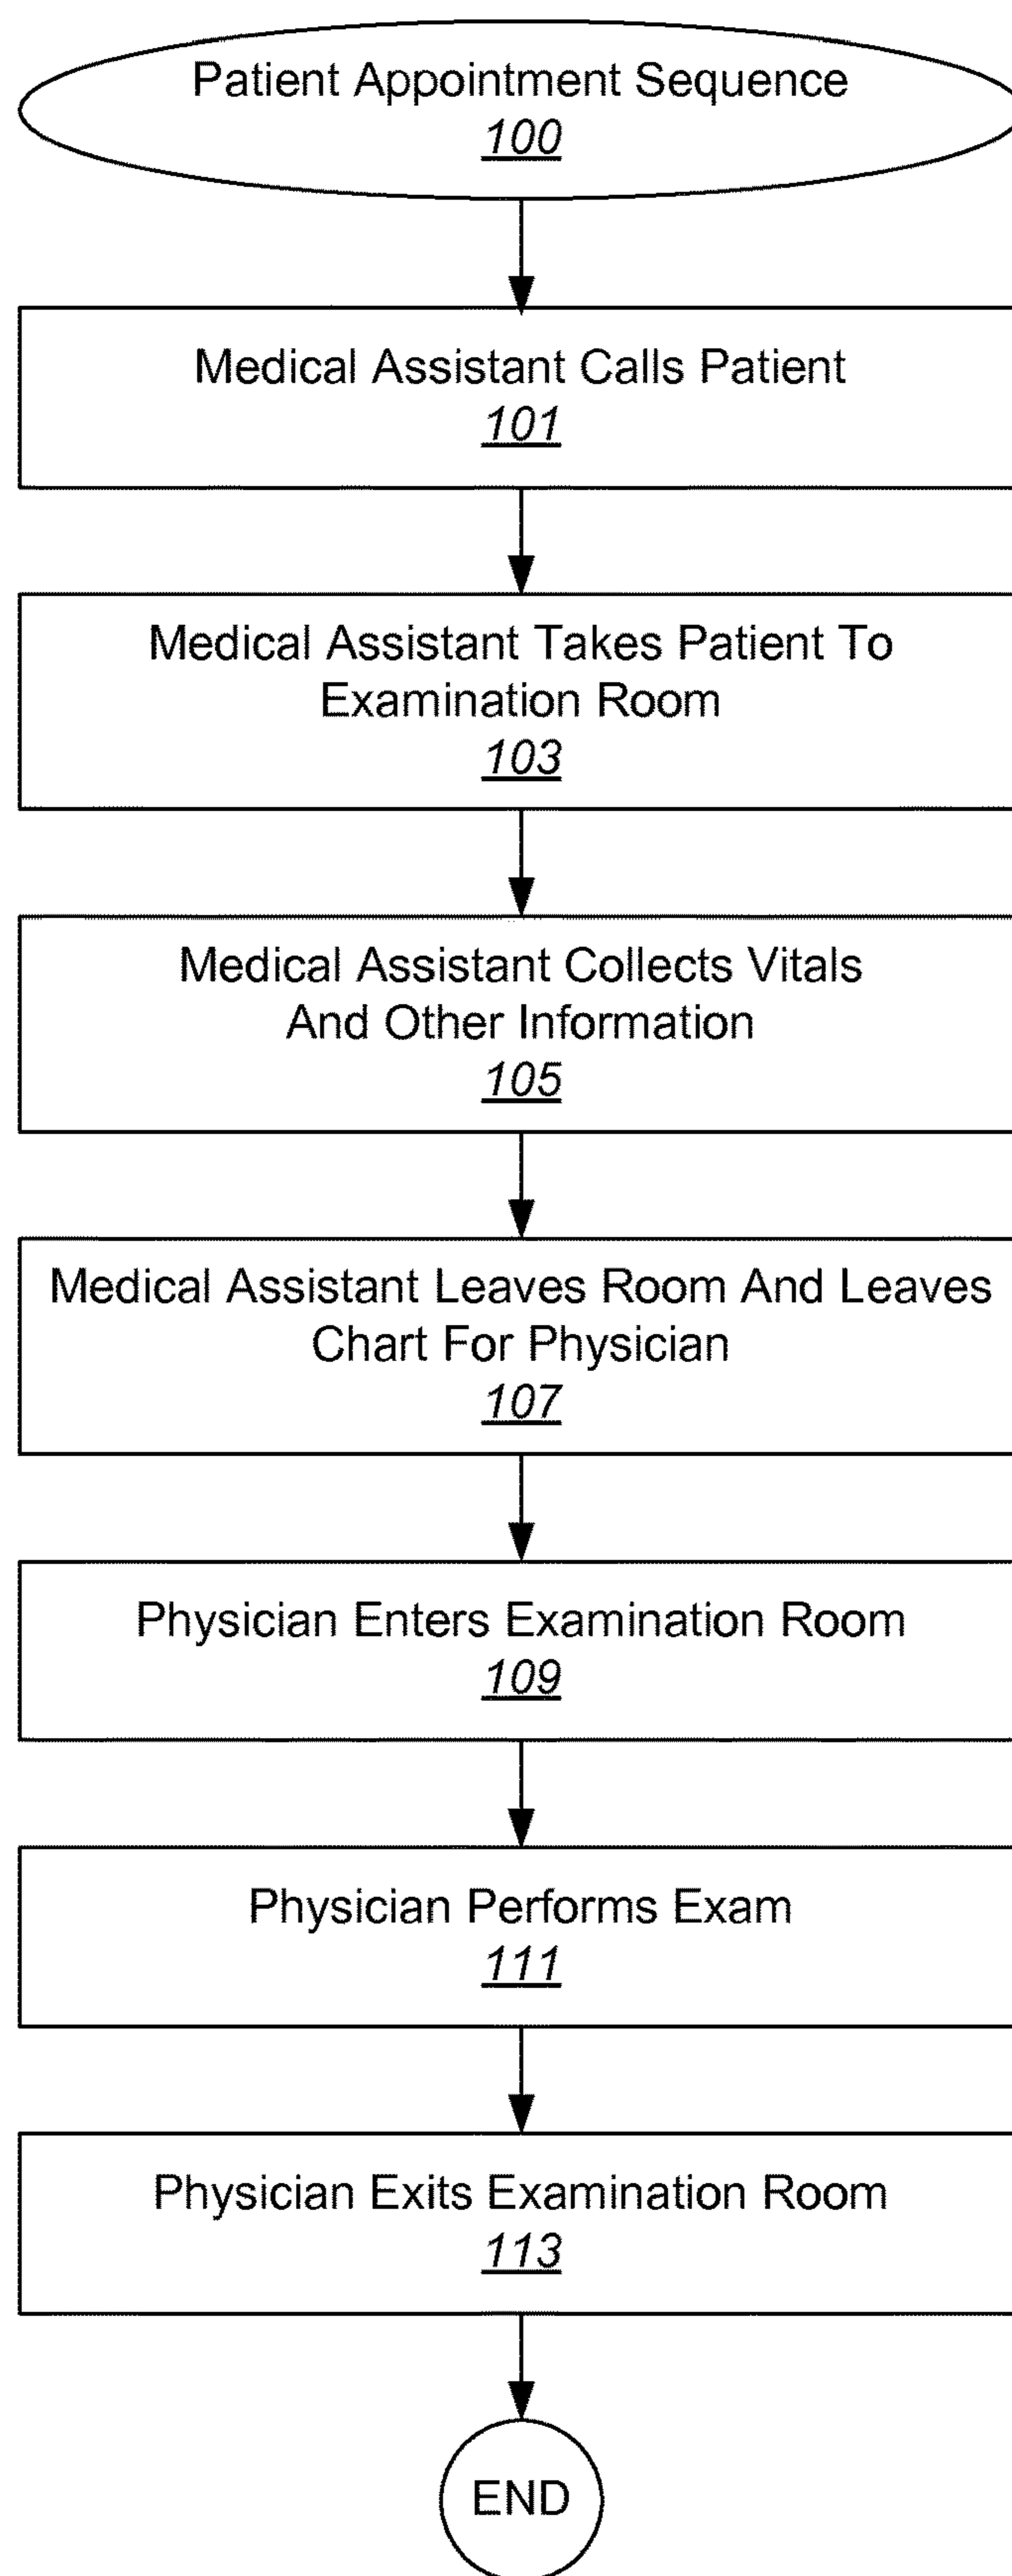 Patient Appointment Sequence
100
Medical Assistant Calls Patient
101
Medical Assistant Takes Patient To
Examination Room
103
Medical Assistant Collects Vitals
And Other Information
105
Medical Assistant Leaves Room And Leaves
Chart For Physician
107
Physician Enters Examination Room
109
Physician Performs Exam
111
Physician Exits Examination Room
113
END